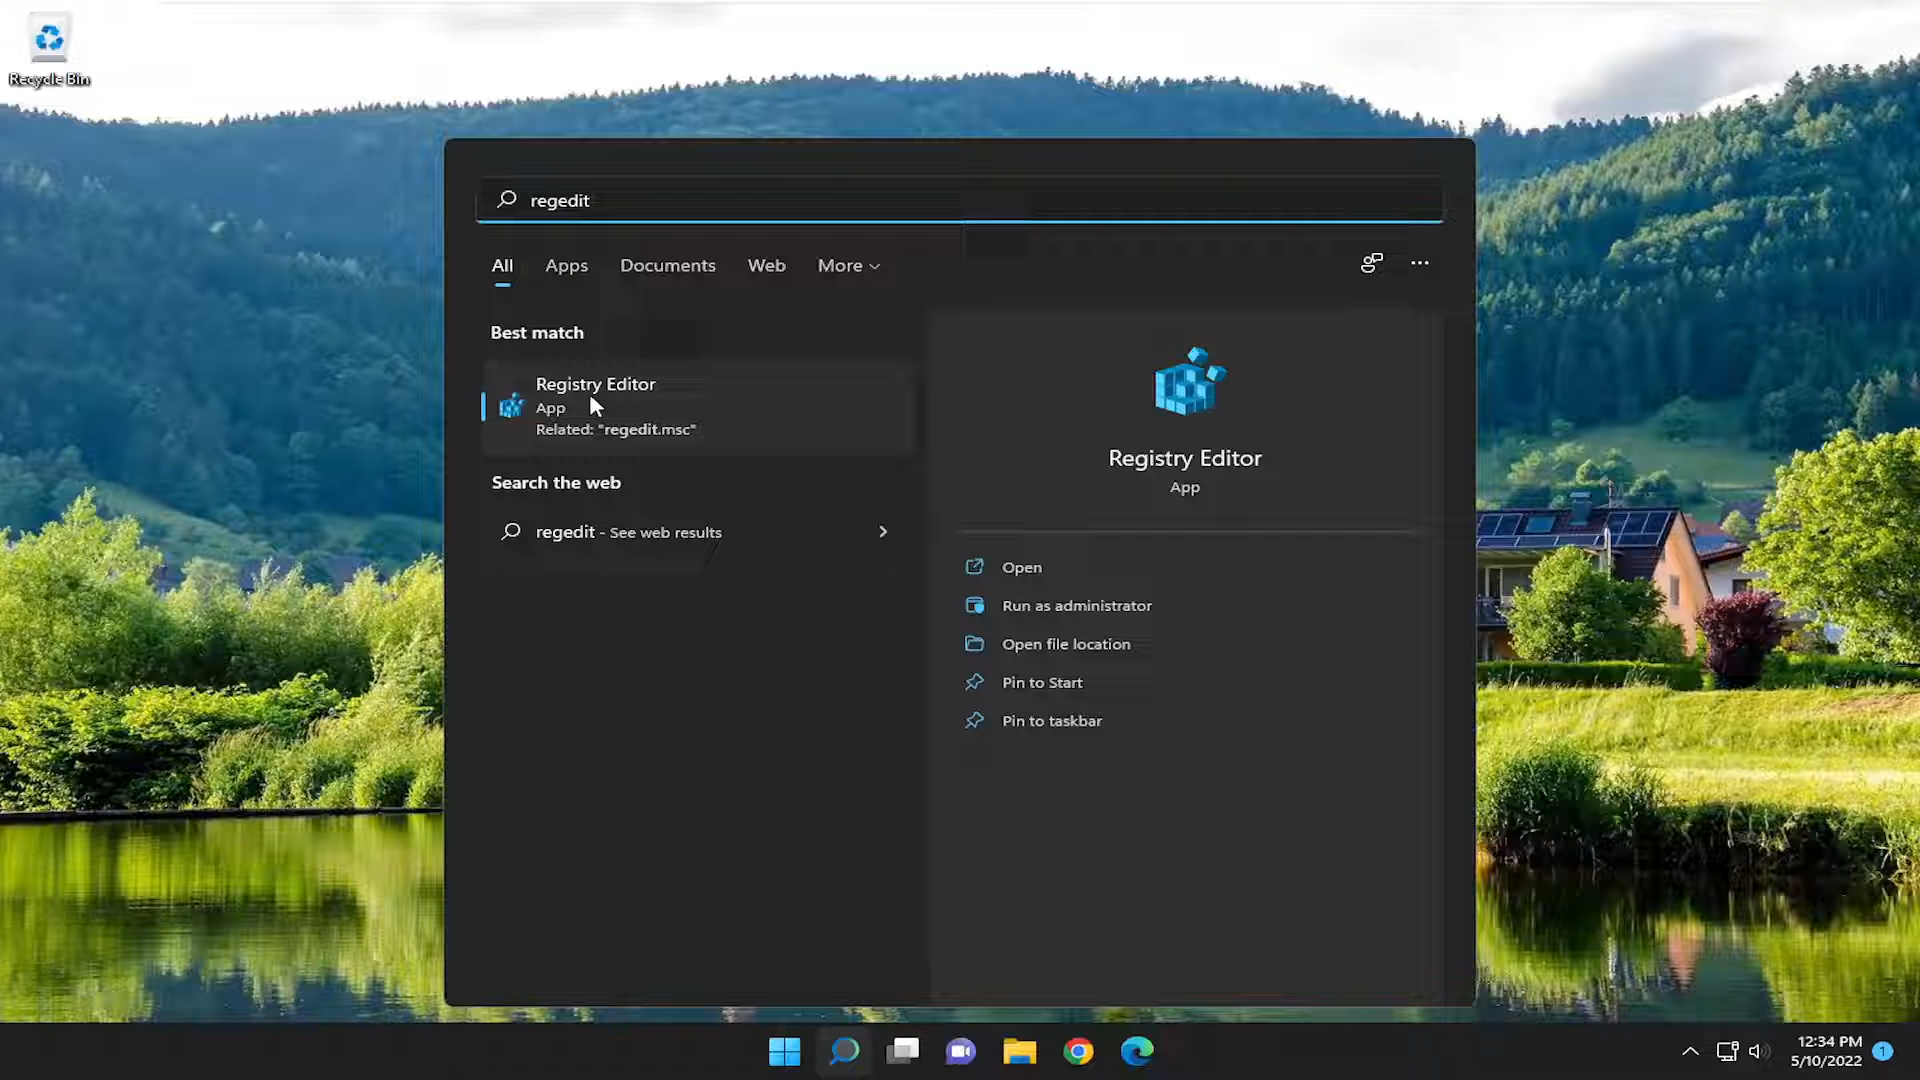 Recycle Bin
regedit
All Apps Documents Web More
Best match
Registry Editor
App
Related: "regedit.msc"
Search the web
regedit - See web results
Registry Editor
App
Open
Run as administrator
Open file location
Pin to Start
Pin to taskbar
12:34 PM
5/10/2022
1